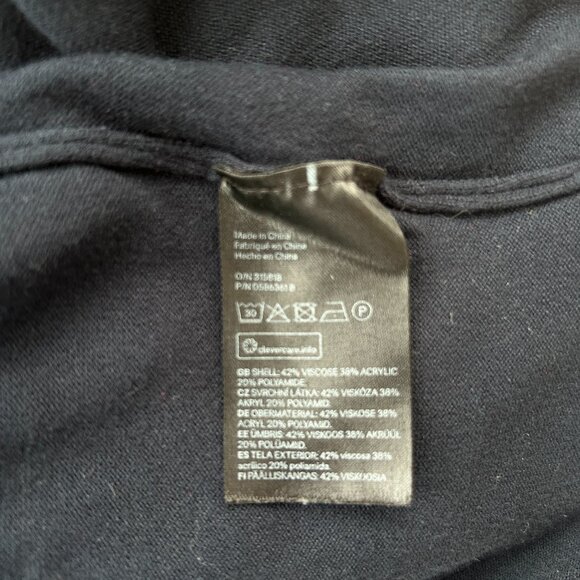 Made in China
Fabriqué en Chine
Hecho en China
O/N 315818
30
P
clevercare.info
GB SHELL: 42% VISCOSE 38% ACRYLIC
20% POLYAMIDE.
CZ SVRCHNÍ LÁTKA: 42% VISKÓZA 38%
AKRYL 20% POLYAMID.
DE OBERMATERIAL: 42% VISKOSE 38%
ACRYL 20% POLYAMID.
EE ÜMBRIS: 42% VISKOOS 38% AKRÜÜL
20% POLÜAMIID.
ES TELA EXTERIOR: 42% viscosa 38%
acrílico 20% poliamida.
FI PÄÄLLISKANGAS: 42% VISKOOSIA